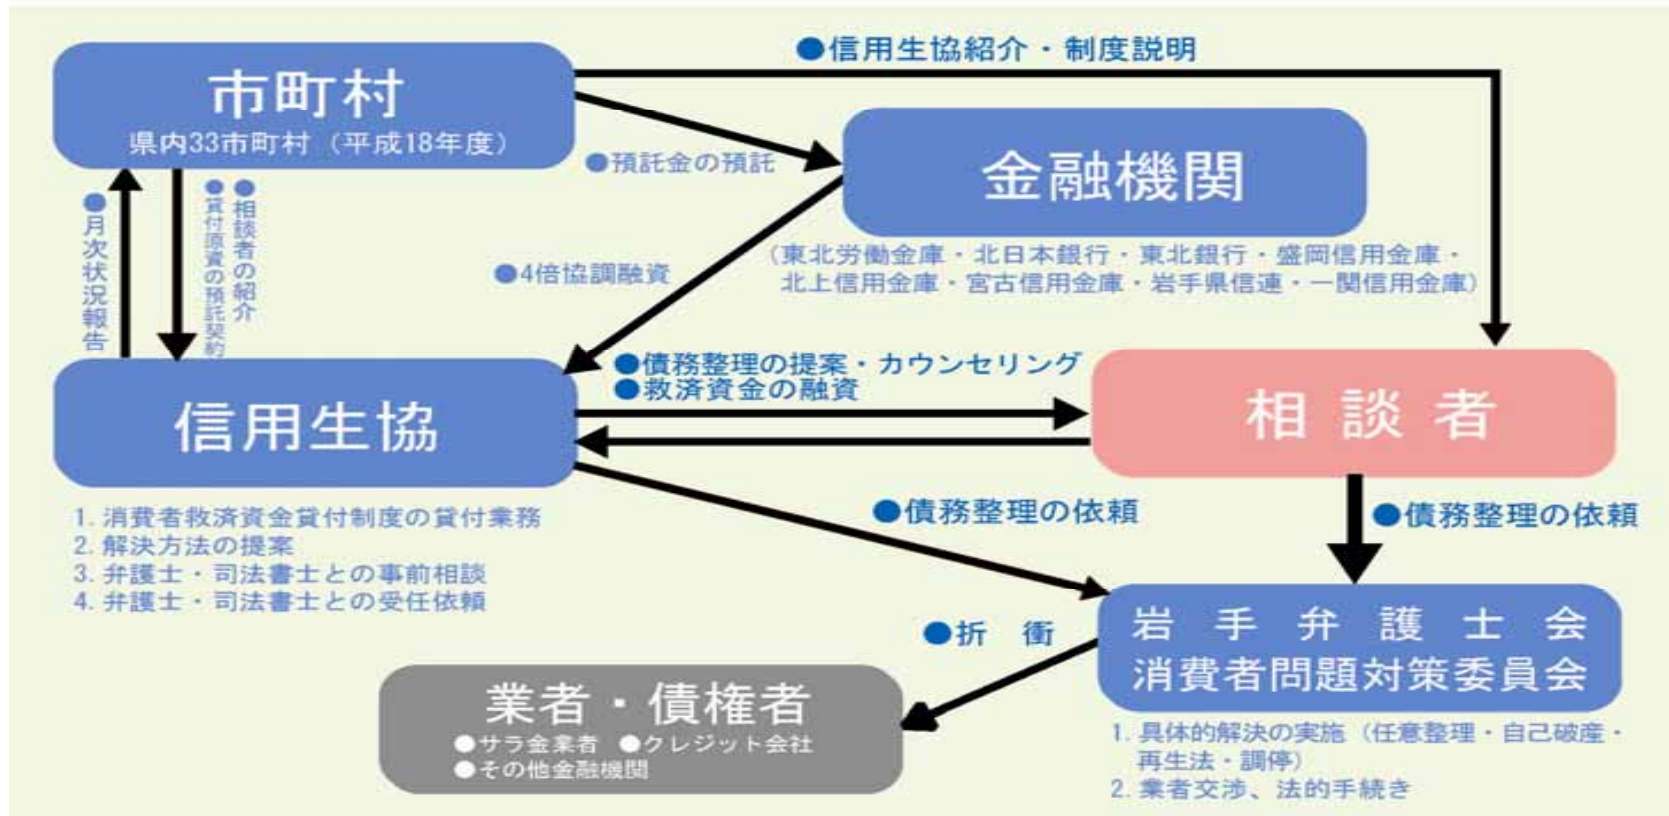 ●信用生協紹介・制度説明
市町村
県内33市町村（平成18年度）
●預託金の預託
金融機関
（東北労働金庫・北日本銀行・東北銀行・盛岡信用金庫・
北上信用金庫・宮古信用金庫・岩手県信連・一関信用金庫）
●月次状況報告
●相談者の紹介
●貸付原資の預託契約
●4倍協調融資
●債務整理の提案・カウンセリング
●救済資金の融資
信用生協
相談者
1. 消費者救済資金貸付制度の貸付業務
2. 解決方法の提案
3. 弁護士・司法書士との事前相談
4. 弁護士・司法書士との受任依頼
●債務整理の依頼
●債務整理の依頼
岩手弁護士会
消費者問題対策委員会
●折　衝
業者・債権者
●サラ金業者　●クレジット会社
●その他金融機関
1. 具体的解決の実施（任意整理・自己破産・
再生法・調停）
2. 業者交渉、法的手続き